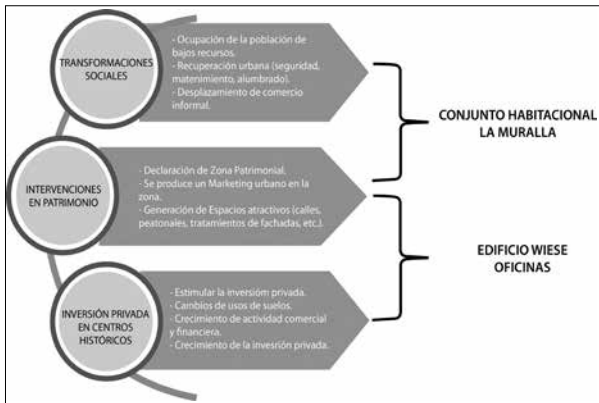 TRANSFORMACIONES
SOCIALES
- Ocupación de la población de
bajos recursos.
- Recuperación urbana (seguridad,
matenimiento, alumbrado).
- Desplazamiento de comercio
informal.
CONJUNTO HABITACIONAL
LA MURALLA
INTERVENCIONES
EN PATRIMONIO
- Declaración de Zona Patrimonial.
- Se produce un Marketing urbano en la
zona.
- Generación de Espacios atractivos (calles,
peatonales, tratamientos de fachadas, etc.).
EDIFICIO WIESE
OFICINAS
INVERSIÓN PRIVADA
EN CENTROS
HISTÓRICOS
- Estimular la inversióm privada.
- Cambios de usos de suelos.
- Crecimiento de actividad comercial
y financiera.
- Crecimiento de la invesrión privada.